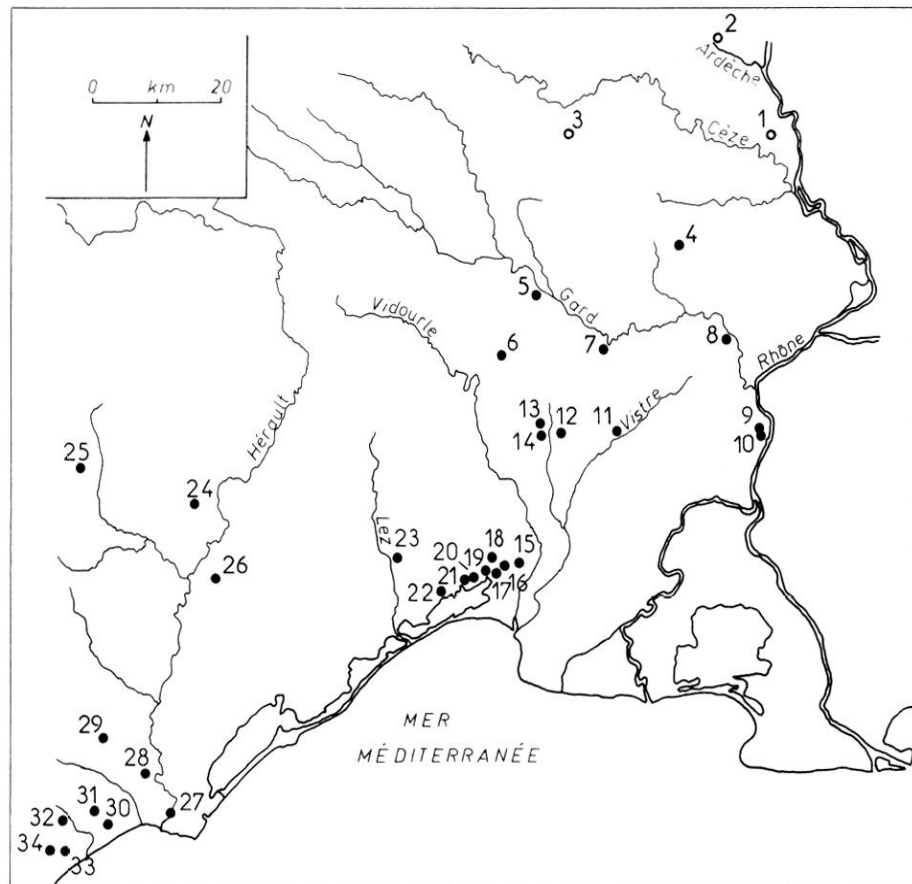 2
Ardèche
0 km 20
N
3
1
Cèze
4
5
Gard
Vidourle
6
7
8
Rhône
13
12
11
Vistre
9
14
10
Hérault
25
24
Lez
23
18
15
20
19
26
21
22
17
16
MER
MÉDITERRANÉE
29
28
31
27
32
30
34
33